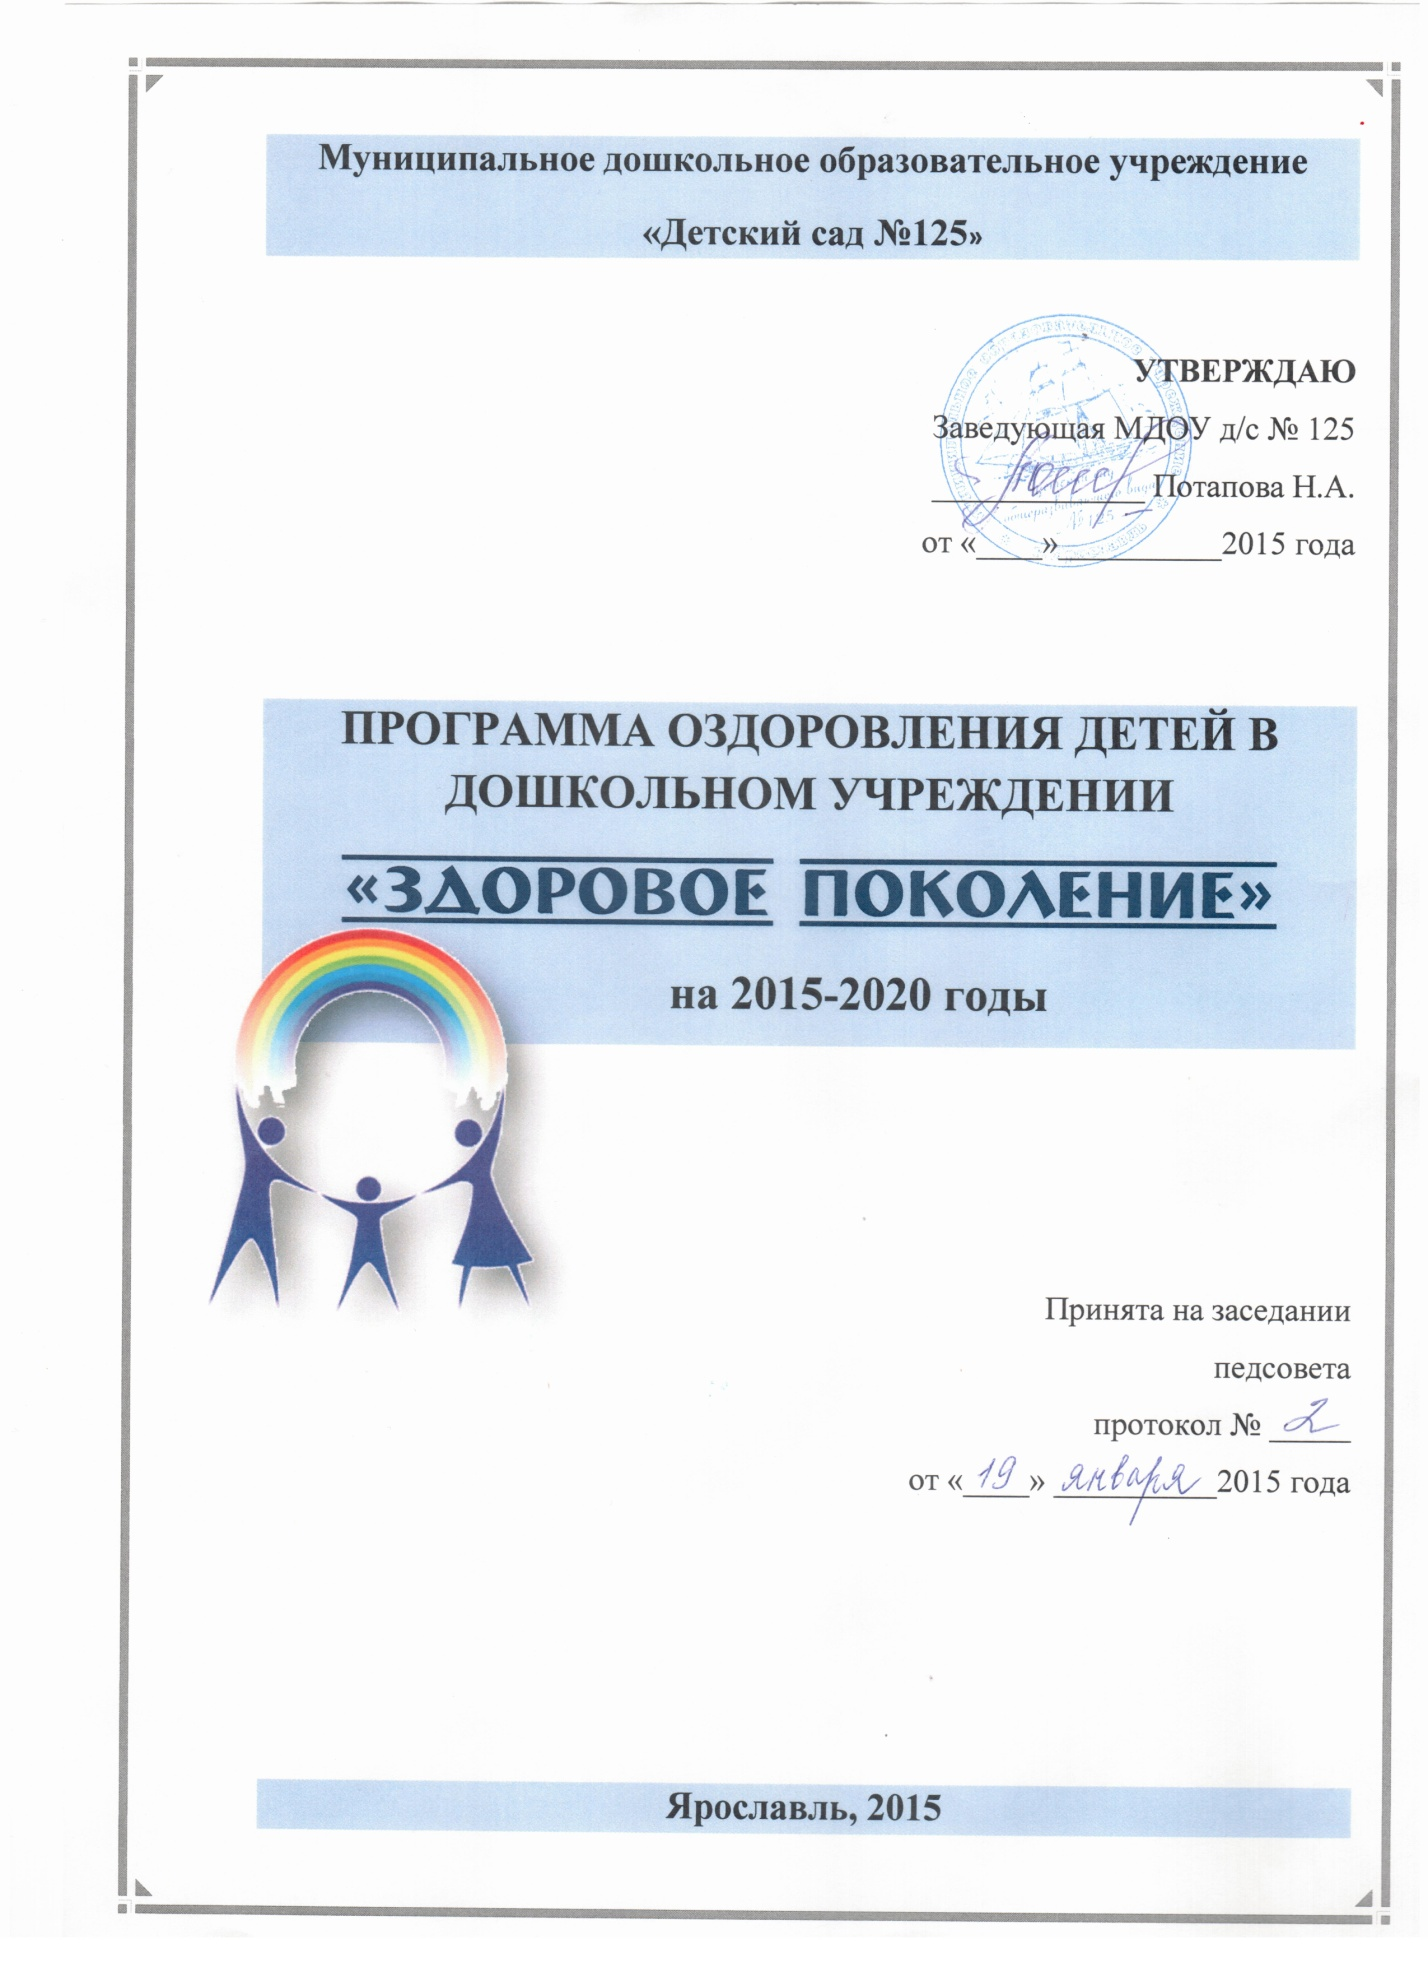 Муниципальное дошкольное образовательное учреждение
«Детский сад №125»
УТВЕРЖДАЮ
Заведующая МДОУ д/с № 125
______________ Потапова Н.А.
от «____»__________2015 года
№125
ПРОГРАММА ОЗДОРОВЛЕНИЯ ДЕТЕЙ В
ДОШКОЛЬНОМ УЧРЕЖДЕНИИ
«ЗДОРОВОЕ ПОКОЛЕНИЕ»
на 2015-2020 годы
Принята на заседании
педсовета
протокол № 2
от «19» января 2015 года
Ярославль, 2015